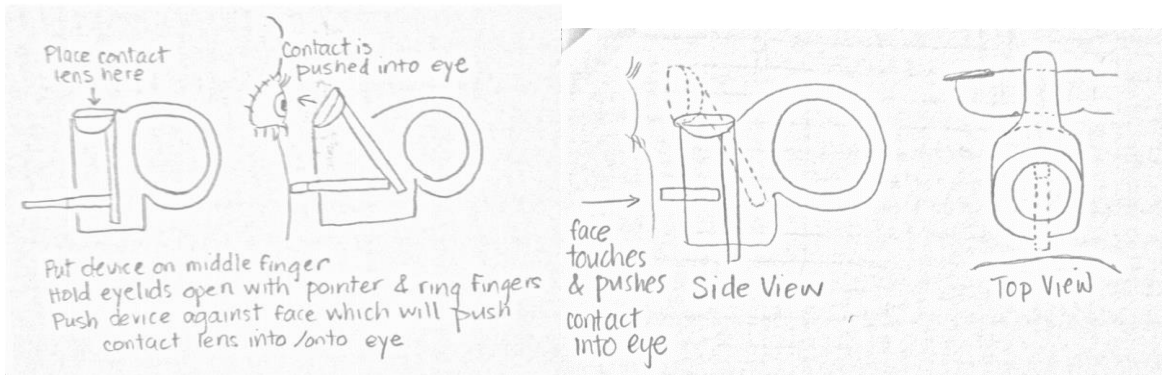 Place contact
lens here
Contact is
pushed into eye
Put device on middle finger
Hold eyelids open with pointer & ring fingers
Push device against face which will push
contact lens into/onto eye
face
touches
& pushes
contact
into eye
Side View
Top View